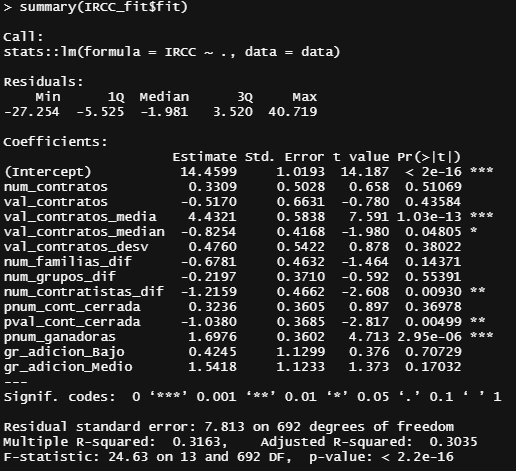 > summary(IRCC_fit$fit)
Call:
stats::lm(formula = IRCC ~ ., data = data)
Residuals:
    Min      1Q  Median      3Q     Max
-27.254  -5.525  -1.981   3.520  40.719
Coefficients:
                     Estimate Std. Error t value Pr(>|t|)
(Intercept)           14.4599     1.0193  14.187  < 2e-16 ***
num_contratos          0.3309     0.5028   0.658  0.51069
val_contratos         -0.5170     0.6631  -0.780  0.43584
val_contratos_media    4.4321     0.5838   7.591 1.03e-13 ***
val_contratos_median  -0.8254     0.4168  -1.980  0.04805 *
val_contratos_desv     0.4760     0.5422   0.878  0.38022
num_familias_dif      -0.6781     0.4632  -1.464  0.14371
num_grupos_dif        -0.2197     0.3710  -0.592  0.55391
num_contratistas_dif  -1.2159     0.4662  -2.608  0.00930 **
pnum_cont_cerrada      0.3236     0.3605   0.897  0.36978
pval_cont_cerrada     -1.0380     0.3685  -2.817  0.00499 **
pnum_ganadoras         1.6976     0.3602   4.713 2.95e-06 ***
gr_adicion_Bajo        0.4245     1.1299   0.376  0.70729
gr_adicion_Medio       1.5418     1.1233   1.373  0.17032
---
Signif. codes:  0 ‘***’ 0.001 ‘**’ 0.01 ‘*’ 0.05 ‘.’ 0.1 ‘ ’ 1
Residual standard error: 7.813 on 692 degrees of freedom
Multiple R-squared:  0.3163,    Adjusted R-squared:  0.3035
F-statistic: 24.63 on 13 and 692 DF,  p-value: < 2.2e-16